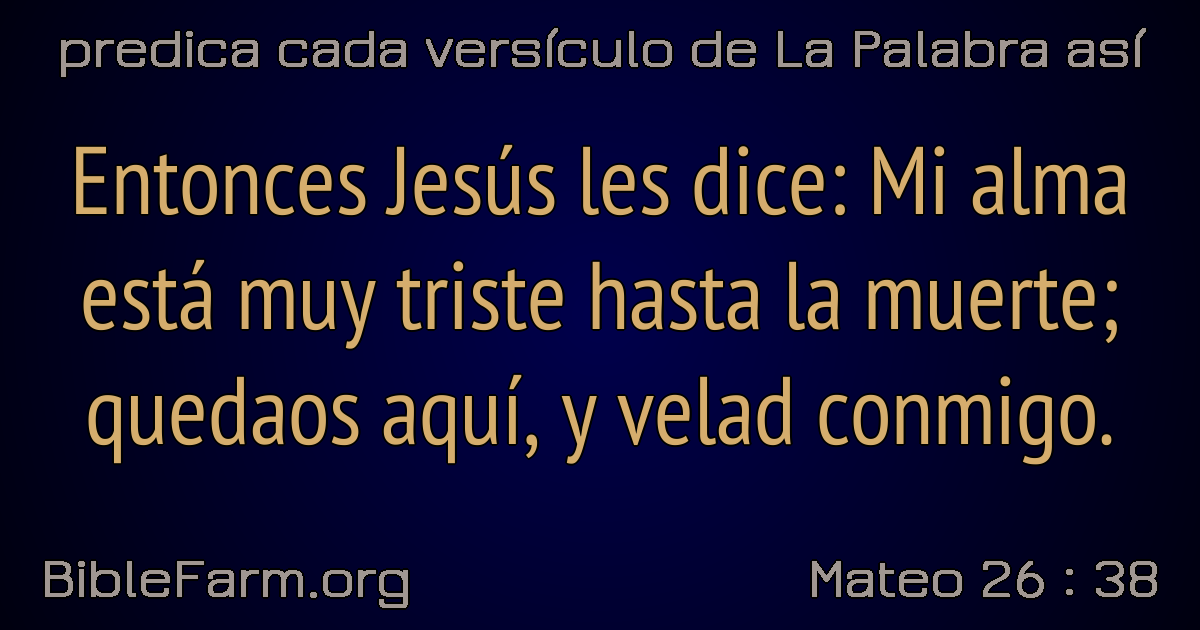 predica cada versículo de La Palabra así
Entonces Jesús les dice: Mi alma
está muy triste hasta la muerte;
quedaos aquí, y velad conmigo.
BibleFarm.org
Mateo 26 : 38